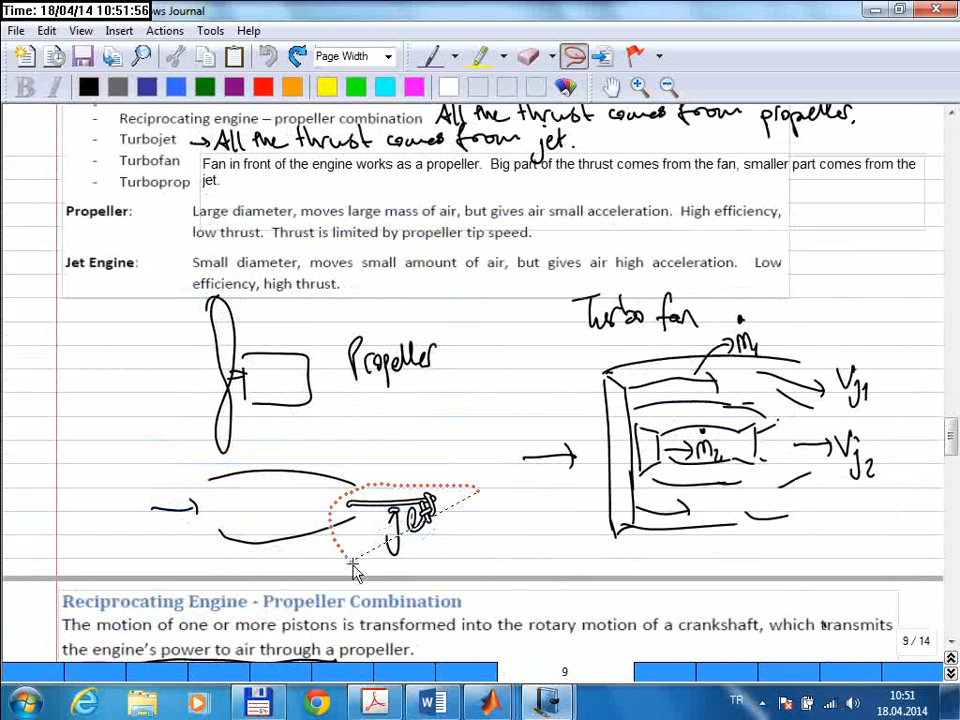 Time: 18/04/14 10:51:56
ows Journal
File Edit View Insert Actions Tools Help
Page Width
B I
- Reciprocating engine – propeller combination All the thrust comes from propeller.
- Turbojet → All the thrust comes from jet.
- Turbofan
Fan in front of the engine works as a propeller. Big part of the thrust comes from the fan, smaller part comes from the
- Turboprop jet.
Propeller: Large diameter, moves large mass of air, but gives air small acceleration. High efficiency,
low thrust. Thrust is limited by propeller tip speed.
Jet Engine: Small diameter, moves small amount of air, but gives air high acceleration. Low
efficiency, high thrust.
Turbo fan
Propeller
ṁ1
Vj1
ṁ2
Vj2
Jet
Reciprocating Engine - Propeller Combination
The motion of one or more pistons is transformed into the rotary motion of a crankshaft, which transmits
the engine's power to air through a propeller.
9 / 14
9
TR
10:51
18.04.2014